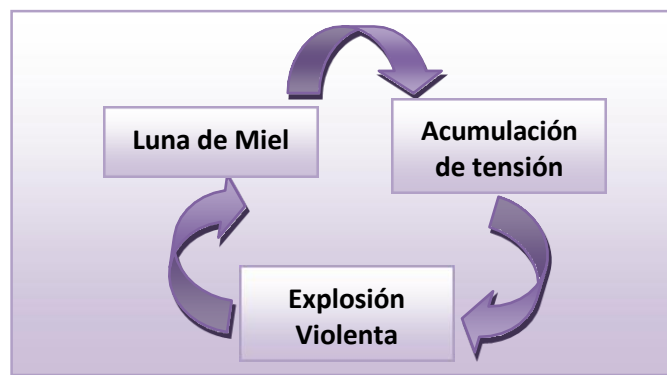 Luna de Miel
Acumulación
de tensión
Explosión
Violenta